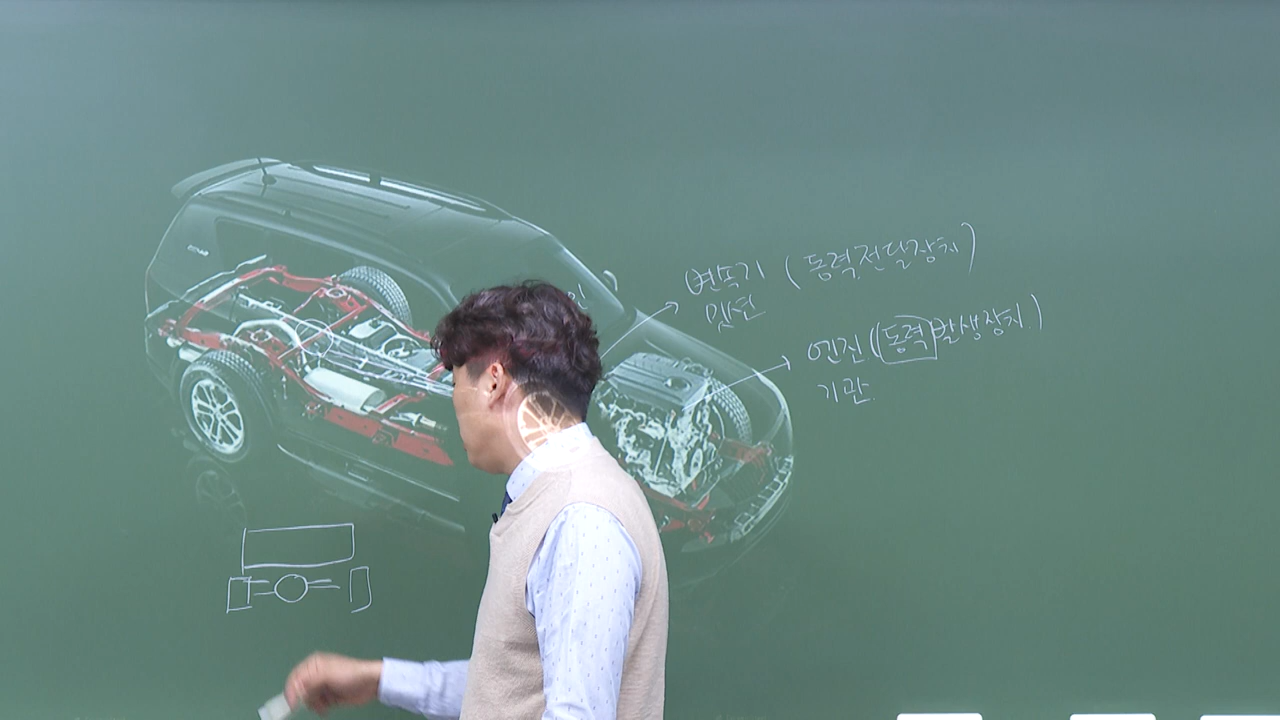 변속기 (동력전달장치)
미션
엔진 (동력발생장치)
기관